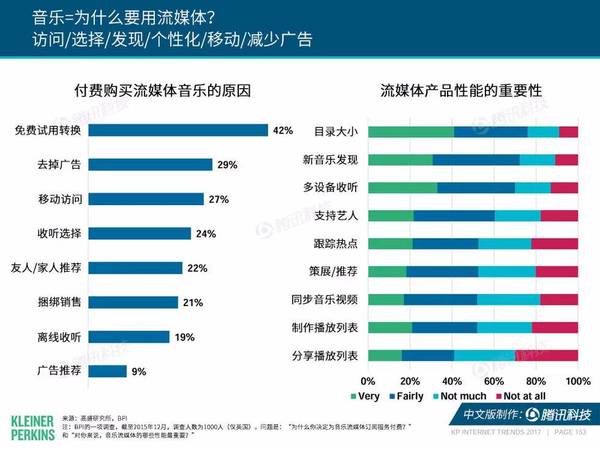 音乐=为什么要用流媒体?
访问/选择/发现/个性化/移动/减少广告
付费购买流媒体音乐的原因
免费试用转换 42%
去掉广告 29%
移动访问 27%
收听选择 24%
友人/家人推荐 22%
捆绑销售 21%
离线收听 19%
广告推荐 9%
流媒体产品性能的重要性
目录大小
新音乐发现
多设备收听
支持艺人
跟踪热点
策展/推荐
同步音乐视频
制作播放列表
分享播放列表
0% 20% 40% 60% 80% 100%
Very Fairly Not much Not at all
腾讯科技
腾讯科技
腾讯科技
腾讯科技
KLEINER
PERKINS
来源:高盛研究所,BPI
注:BPI的一项调查,截至2015年12月,调查人数为1000人(仅英国)。问题是:“为什么你决定为音乐流媒体订阅服务付费?”
和“对你来说,音乐流媒体的哪些性能最重要?”
中文版制作: 腾讯科技
KP INTERNET TRENDS 2017 | PAGE 153